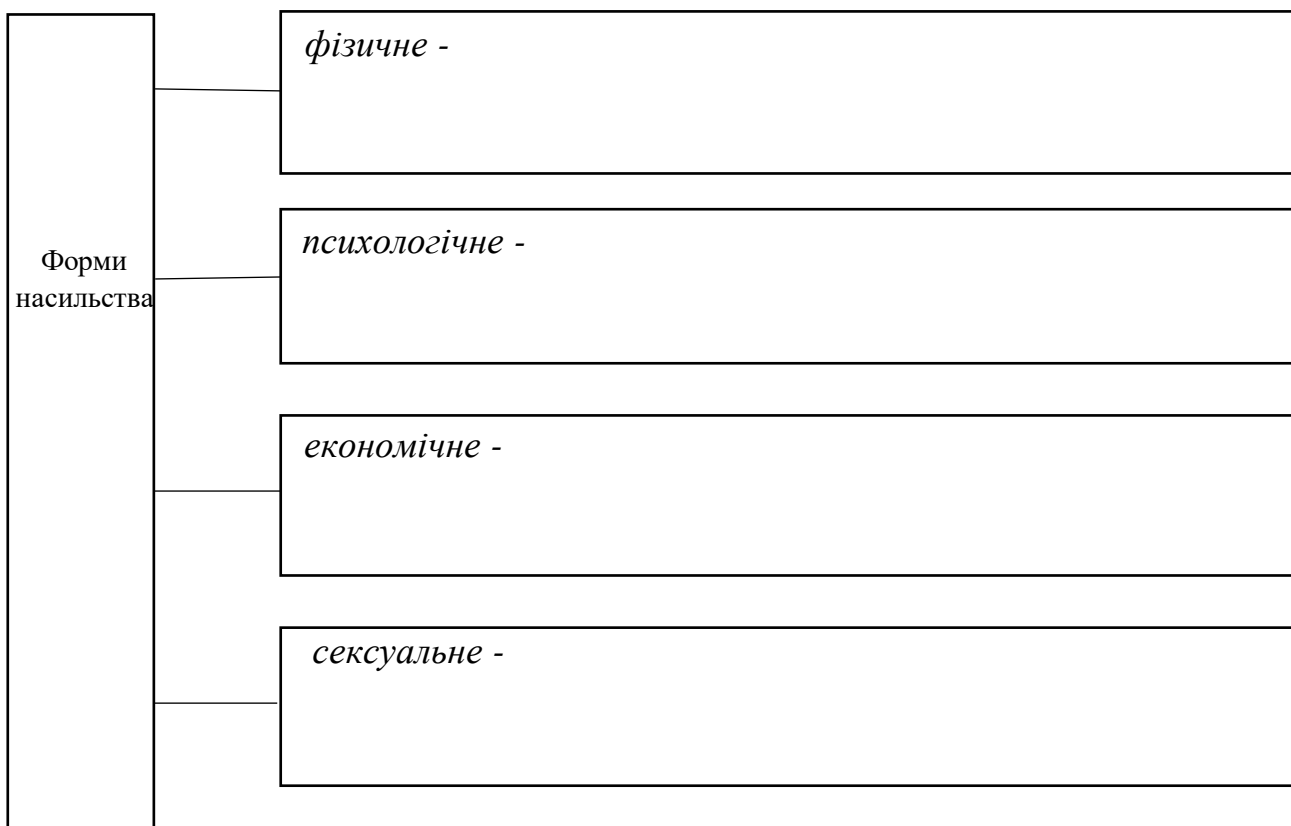 фізичне -
психологічне -
Форми
насильства
економічне -
сексуальне -